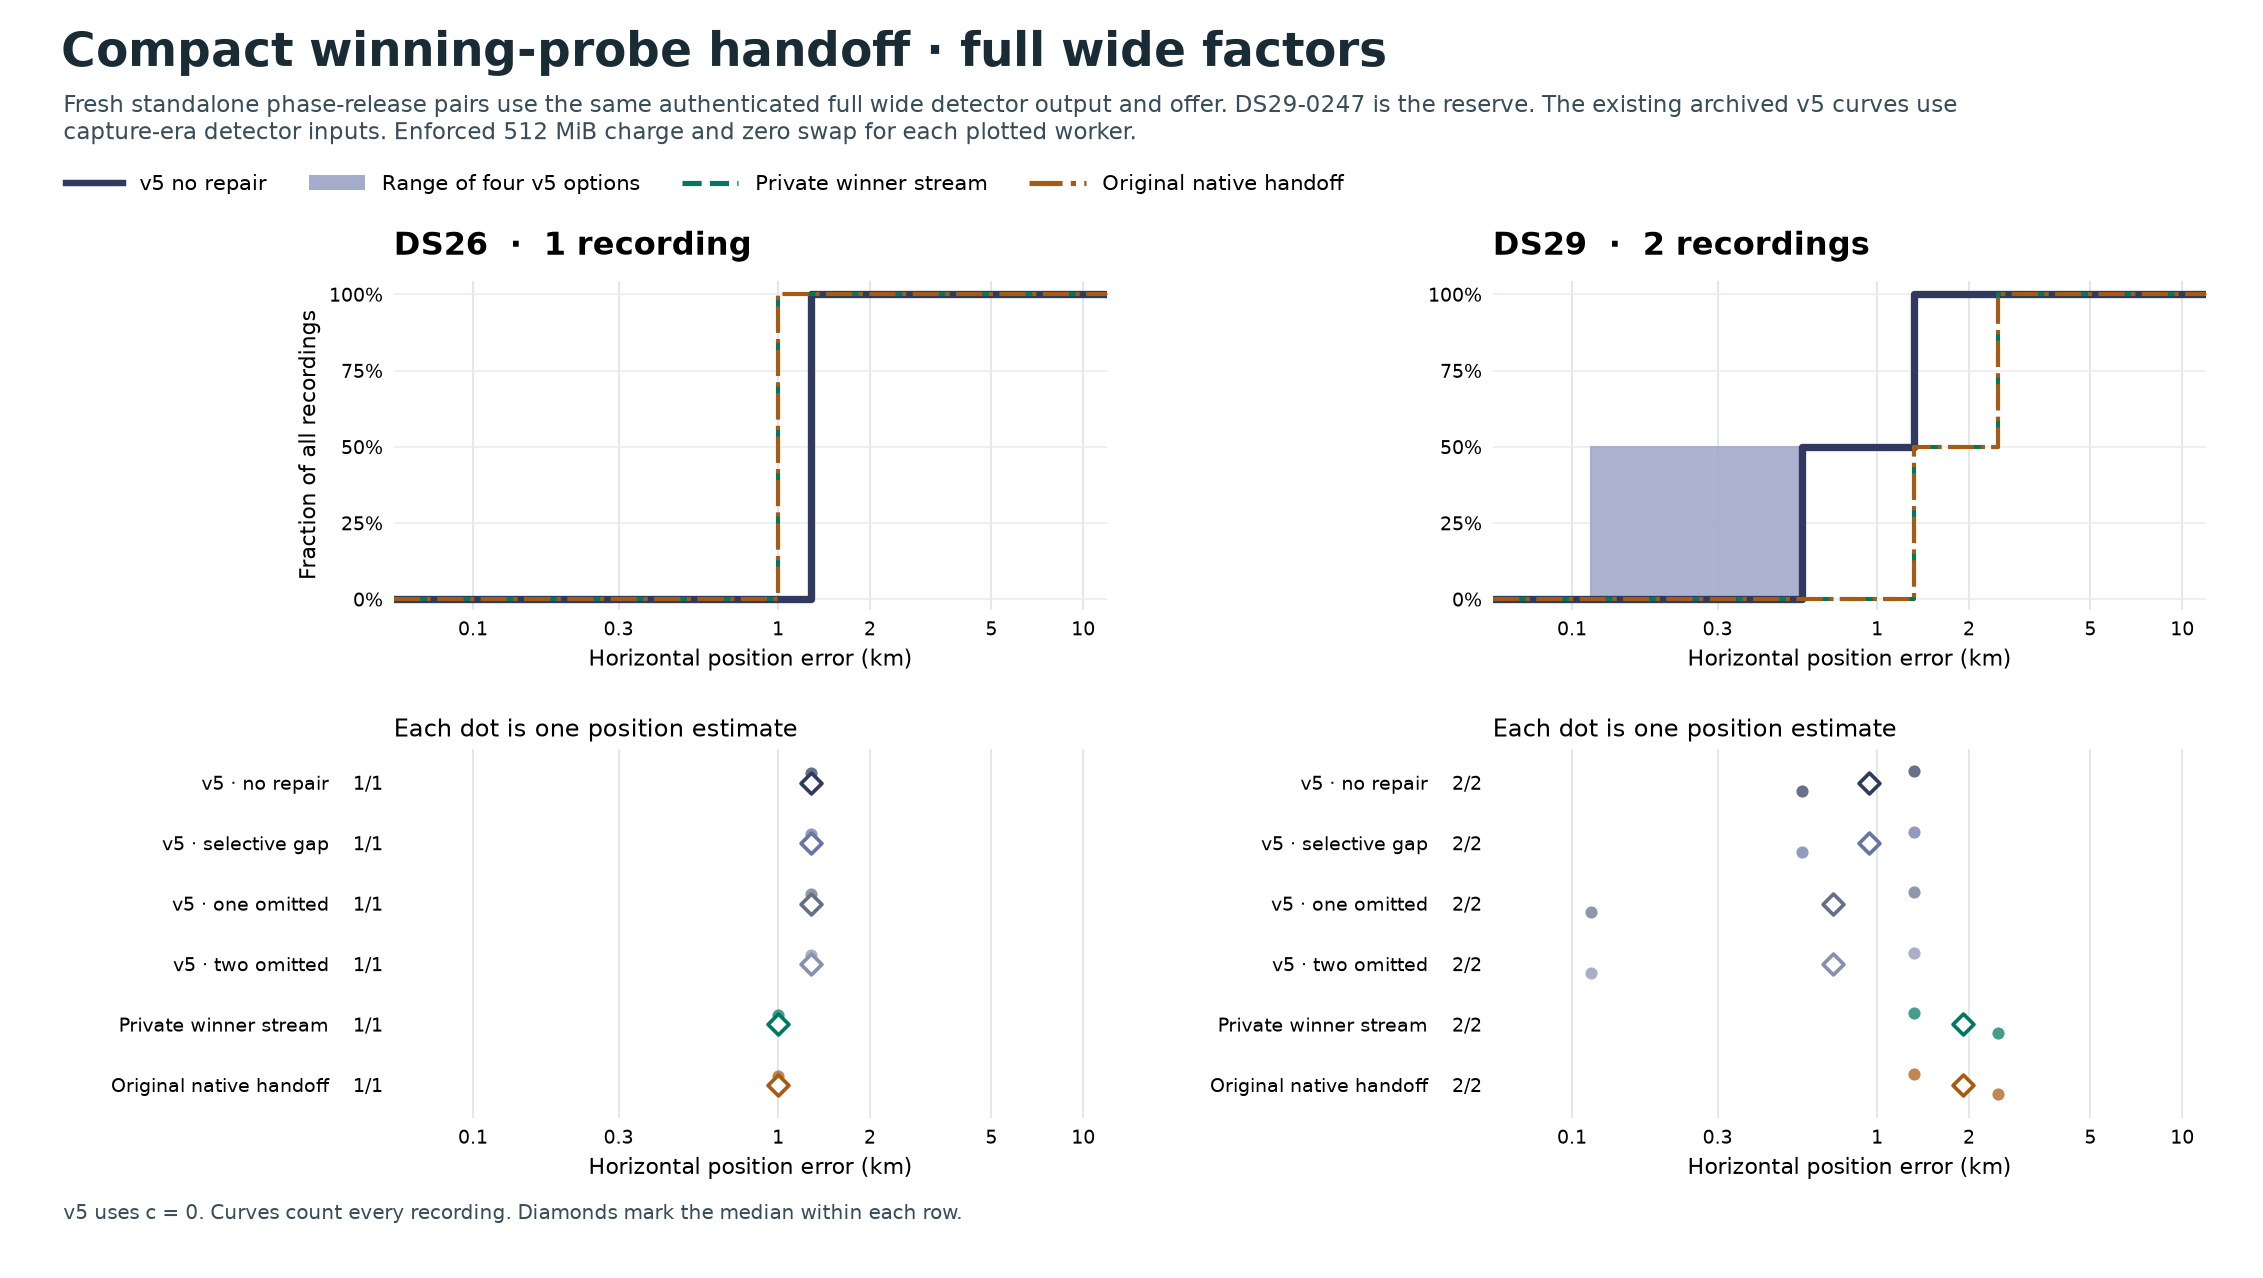 Compact winning-probe handoff · full wide factors
Fresh standalone phase-release pairs use the same authenticated full wide detector output and offer. DS29-0247 is the reserve. The existing archived v5 curves use
capture-era detector inputs. Enforced 512 MiB charge and zero swap for each plotted worker.
v5 no repair
Range of four v5 options
Private winner stream
Original native handoff
DS26 · 1 recording
Fraction of all recordings
100%
75%
50%
25%
0%
0.1 0.3 1 2 5 10
Horizontal position error (km)
DS29 · 2 recordings
100%
75%
50%
25%
0%
0.1 0.3 1 2 5 10
Horizontal position error (km)
Each dot is one position estimate
v5 · no repair 1/1
v5 · selective gap 1/1
v5 · one omitted 1/1
v5 · two omitted 1/1
Private winner stream 1/1
Original native handoff 1/1
0.1 0.3 1 2 5 10
Horizontal position error (km)
Each dot is one position estimate
v5 · no repair 2/2
v5 · selective gap 2/2
v5 · one omitted 2/2
v5 · two omitted 2/2
Private winner stream 2/2
Original native handoff 2/2
0.1 0.3 1 2 5 10
Horizontal position error (km)
v5 uses c = 0. Curves count every recording. Diamonds mark the median within each row.